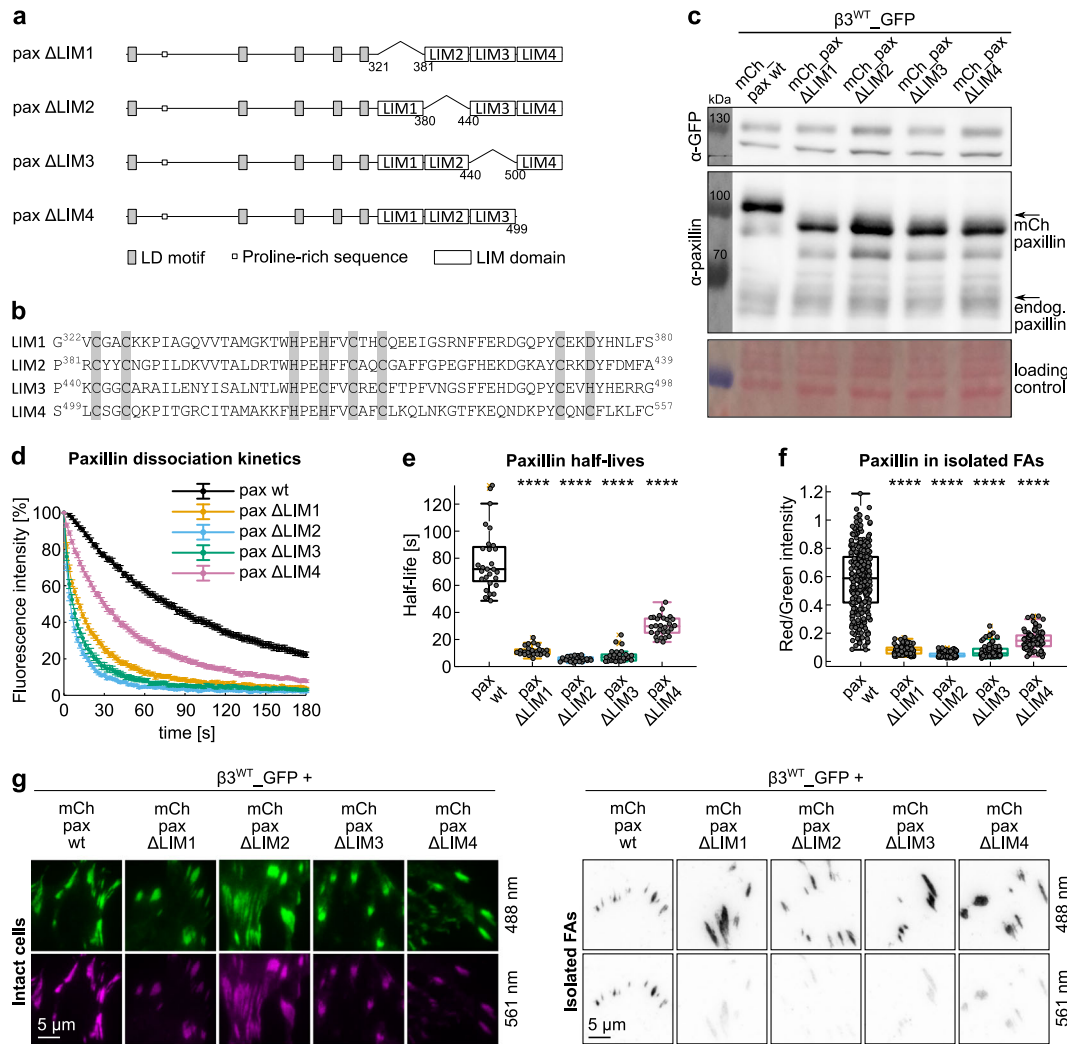 a
pax ΔLIM1
321
381
LIM2
LIM3
LIM4
pax ΔLIM2
LIM1
380
440
LIM3
LIM4
pax ΔLIM3
LIM1
LIM2
440
500
LIM4
pax ΔLIM4
LIM1
LIM2
LIM3
499
LD motif
Proline-rich sequence
LIM domain
b
LIM1 G³²²VCGACKKPIAGQVVTAMGKTWHPEHFVCTHCQEEIGSRNFFERDGQPYCEKDYHNLFS³⁸⁰
LIM2 P³⁸¹RCYYCNGPILDKVVTALDRTWHPEHFFCAQCGAFFGPEGFHEKDGKAYCRKDYFDMFA⁴³⁹
LIM3 P⁴⁴⁰KCGGCARAILENYISALNTLWHPECFVCRECFTPFVNGSFFEHDGQPYCEVHYHERRG⁴⁹⁸
LIM4 S⁴⁹⁹LCSGCQKPITGRCITAMAKKFHPEHFVCAFCLKQLNKGTFKEQNDKPYCQNCFLKLFC⁵⁵⁷
c
β3ᵂᵀ_GFP
kDa
mCh_
pax wt
mCh_pax
ΔLIM1
mCh_pax
ΔLIM2
mCh_pax
ΔLIM3
mCh_pax
ΔLIM4
α-GFP
130
α-paxillin
100
70
mCh
paxillin
endog.
paxillin
loading
control
d
Paxillin dissociation kinetics
Fluorescence intensity [%]
100
80
60
40
20
0
0
30
60
90
120
150
180
time [s]
pax wt
pax ΔLIM1
pax ΔLIM2
pax ΔLIM3
pax ΔLIM4
e
Paxillin half-lives
**** **** **** ****
Half-life [s]
120
100
80
60
40
20
0
pax
wt
pax
ΔLIM1
pax
ΔLIM2
pax
ΔLIM3
pax
ΔLIM4
f
Paxillin in isolated FAs
**** **** **** ****
Red/Green intensity
1.2
1
0.8
0.6
0.4
0.2
0
pax
wt
pax
ΔLIM1
pax
ΔLIM2
pax
ΔLIM3
pax
ΔLIM4
g
β3ᵂᵀ_GFP +
mCh
pax
wt
mCh
pax
ΔLIM1
mCh
pax
ΔLIM2
mCh
pax
ΔLIM3
mCh
pax
ΔLIM4
Intact cells
488 nm
561 nm
5 µm
β3ᵂᵀ_GFP +
mCh
pax
wt
mCh
pax
ΔLIM1
mCh
pax
ΔLIM2
mCh
pax
ΔLIM3
mCh
pax
ΔLIM4
Isolated FAs
488 nm
561 nm
5 µm